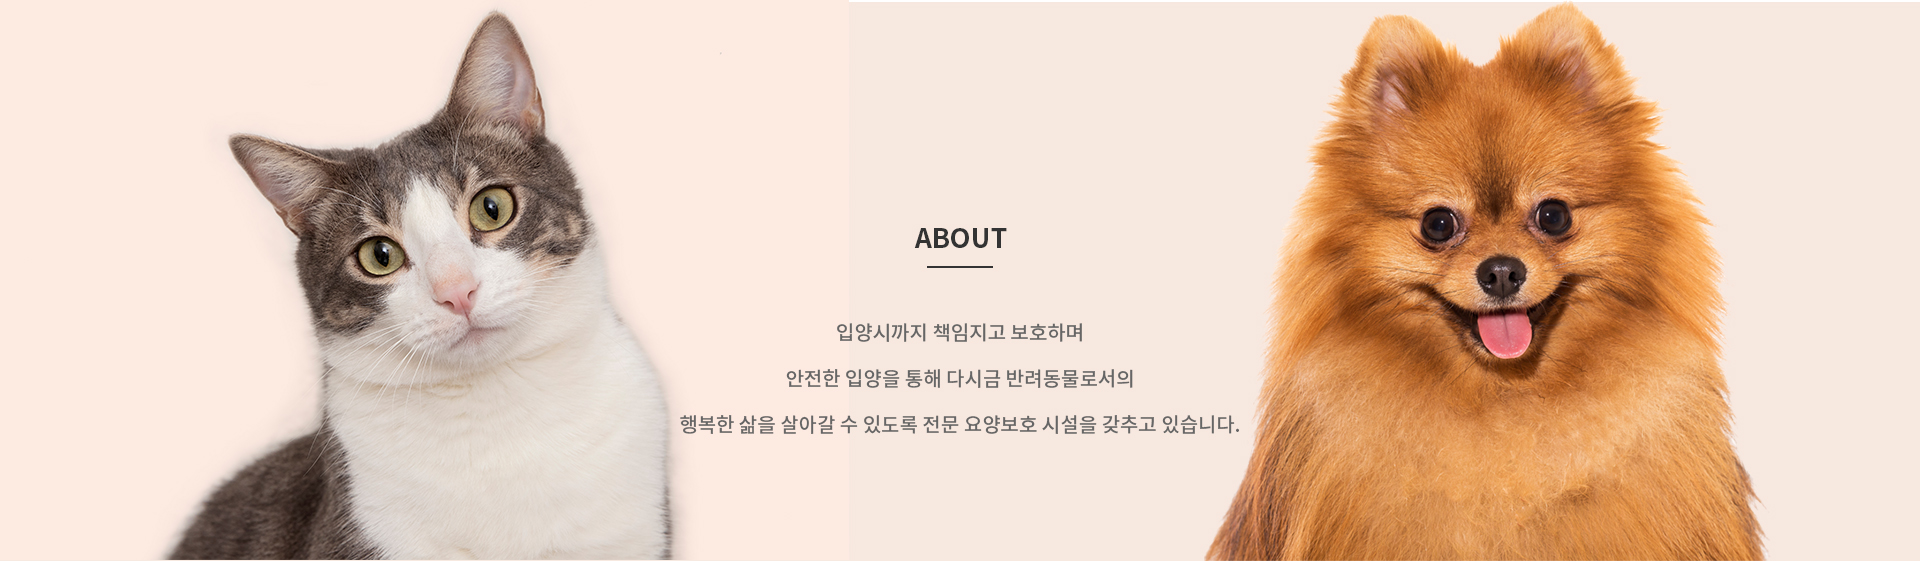 ABOUT
입양시까지 책임지고 보호하며
안전한 입양을 통해 다시금 반려동물로서의
행복한 삶을 살아갈 수 있도록 전문 요양보호 시설을 갖추고 있습니다.